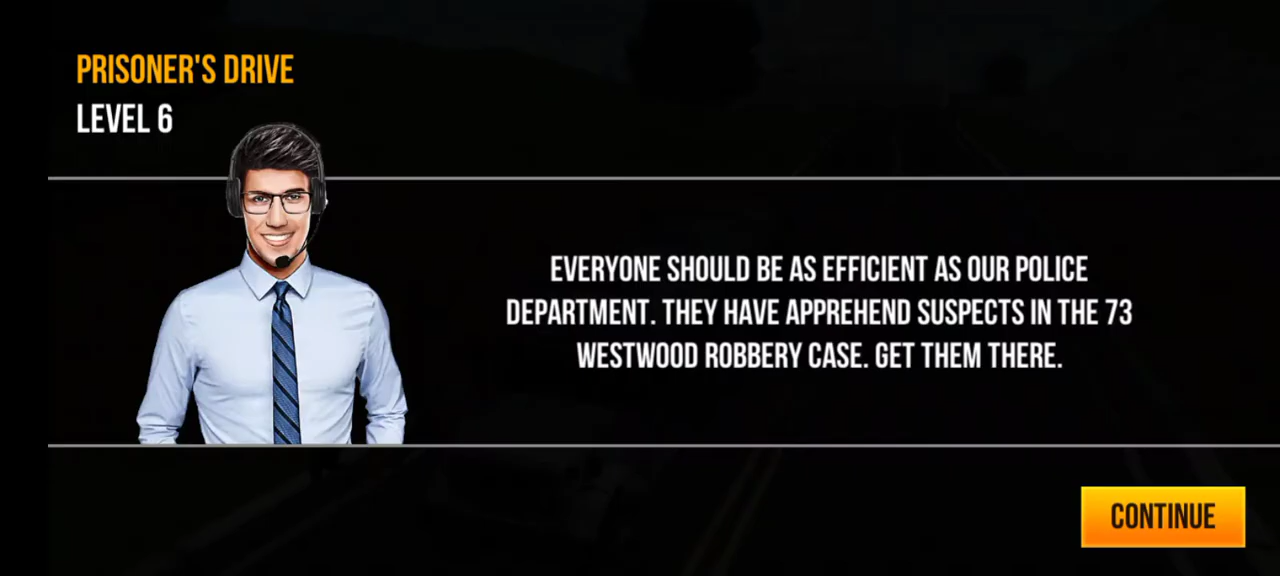 PRISONER'S DRIVE
LEVEL 6
EVERYONE SHOULD BE AS EFFICIENT AS OUR POLICE
DEPARTMENT. THEY HAVE APPREHEND SUSPECTS IN THE 73
WESTWOOD ROBBERY CASE. GET THEM THERE.
CONTINUE